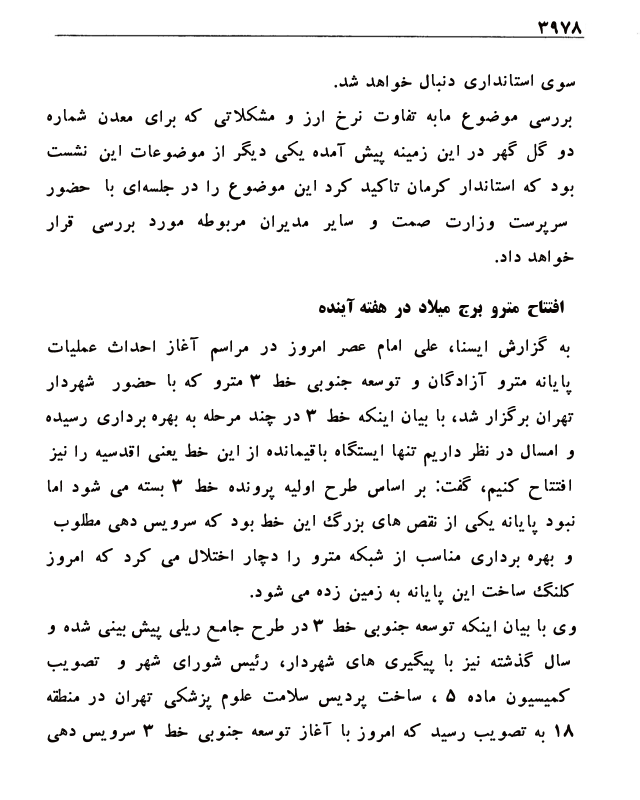 ۳۹۷۸
سوی استانداری دنبال خواهد شد.
بررسی موضوع مابه تفاوت نرخ ارز و مشکلاتی که برای معدن شماره
دو گل گهر در این زمینه پیش آمده یکی دیگر از موضوعات این نشست
بود که استاندار کرمان تاکید کرد این موضوع را در جلسه‌ای با حضور
سرپرست وزارت صمت و سایر مدیران مربوطه مورد بررسی قرار
خواهد داد.
افتتاح مترو برج میلاد در هفته آینده
به گزارش ایسنا، علی امام عصر امروز در مراسم آغاز احداث عملیات
پایانه مترو آزادگان و توسعه جنوبی خط ۳ مترو که با حضور شهردار
تهران برگزار شد، با بیان اینکه خط ۳ در چند مرحله به بهره برداری رسیده
و امسال در نظر داریم تنها ایستگاه باقیمانده از این خط یعنی اقدسیه را نیز
افتتاح کنیم، گفت: بر اساس طرح اولیه پرونده خط ۳ بسته می شود اما
نبود پایانه یکی از نقص های بزرگ این خط بود که سرویس دهی مطلوب
و بهره برداری مناسب از شبکه مترو را دچار اختلال می کرد که امروز
کلنگ ساخت این پایانه به زمین زده می شود.
وی با بیان اینکه توسعه جنوبی خط ۳ در طرح جامع ریلی پیش بینی شده و
سال گذشته نیز با پیگیری های شهردار، رئیس شورای شهر و تصویب
کمیسیون ماده ۵ ، ساخت پردیس سلامت علوم پزشکی تهران در منطقه
۱۸ به تصویب رسید که امروز با آغاز توسعه جنوبی خط ۳ سرویس دهی